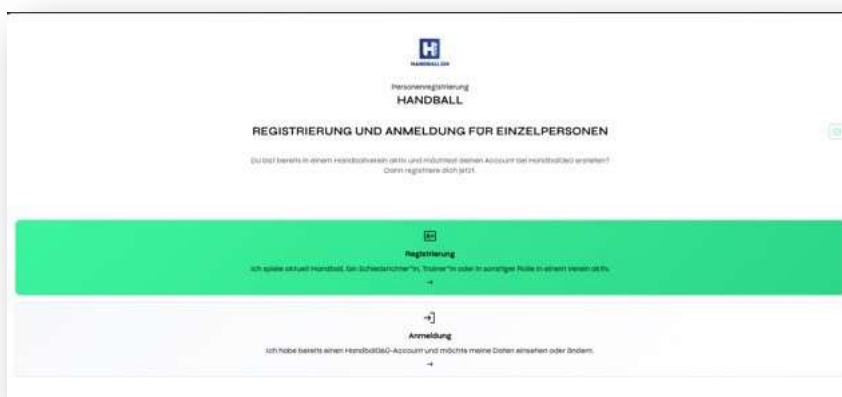 H
HANDBALL
Personenregistrierung
HANDBALL
REGISTRIERUNG UND ANMELDUNG FÜR EINZELPERSONEN
Du bist bereits in einem Handballverein aktiv und möchtest deinen Account bei Handball360 erstellen?
Dann registriere dich jetzt.
Registrierung
Ich spiele aktuell Handball, bin Schiedsrichter*in, Trainer*in oder in sonstiger Rolle in einem Verein aktiv.
→
Anmeldung
Ich habe bereits einen Handball360-Account und möchte meine Daten einsehen oder ändern.
→